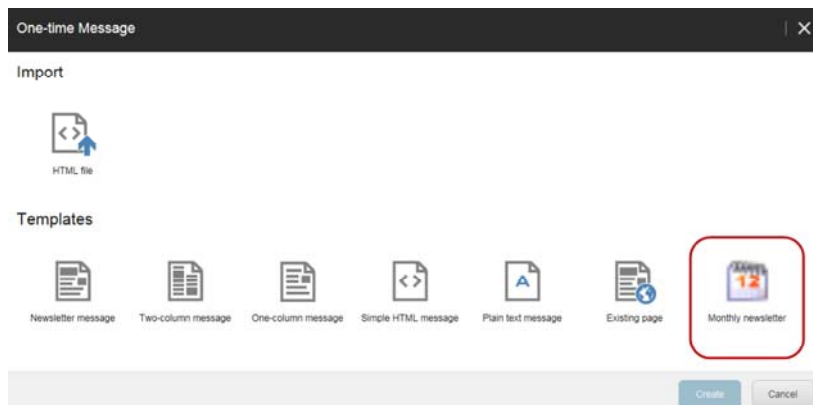 One-time Message
Import
HTML file
Templates
12
Newsletter message Two-column message One-column message Simple HTML message Plain text message Existing page Monthly newsletter
Create Cancel